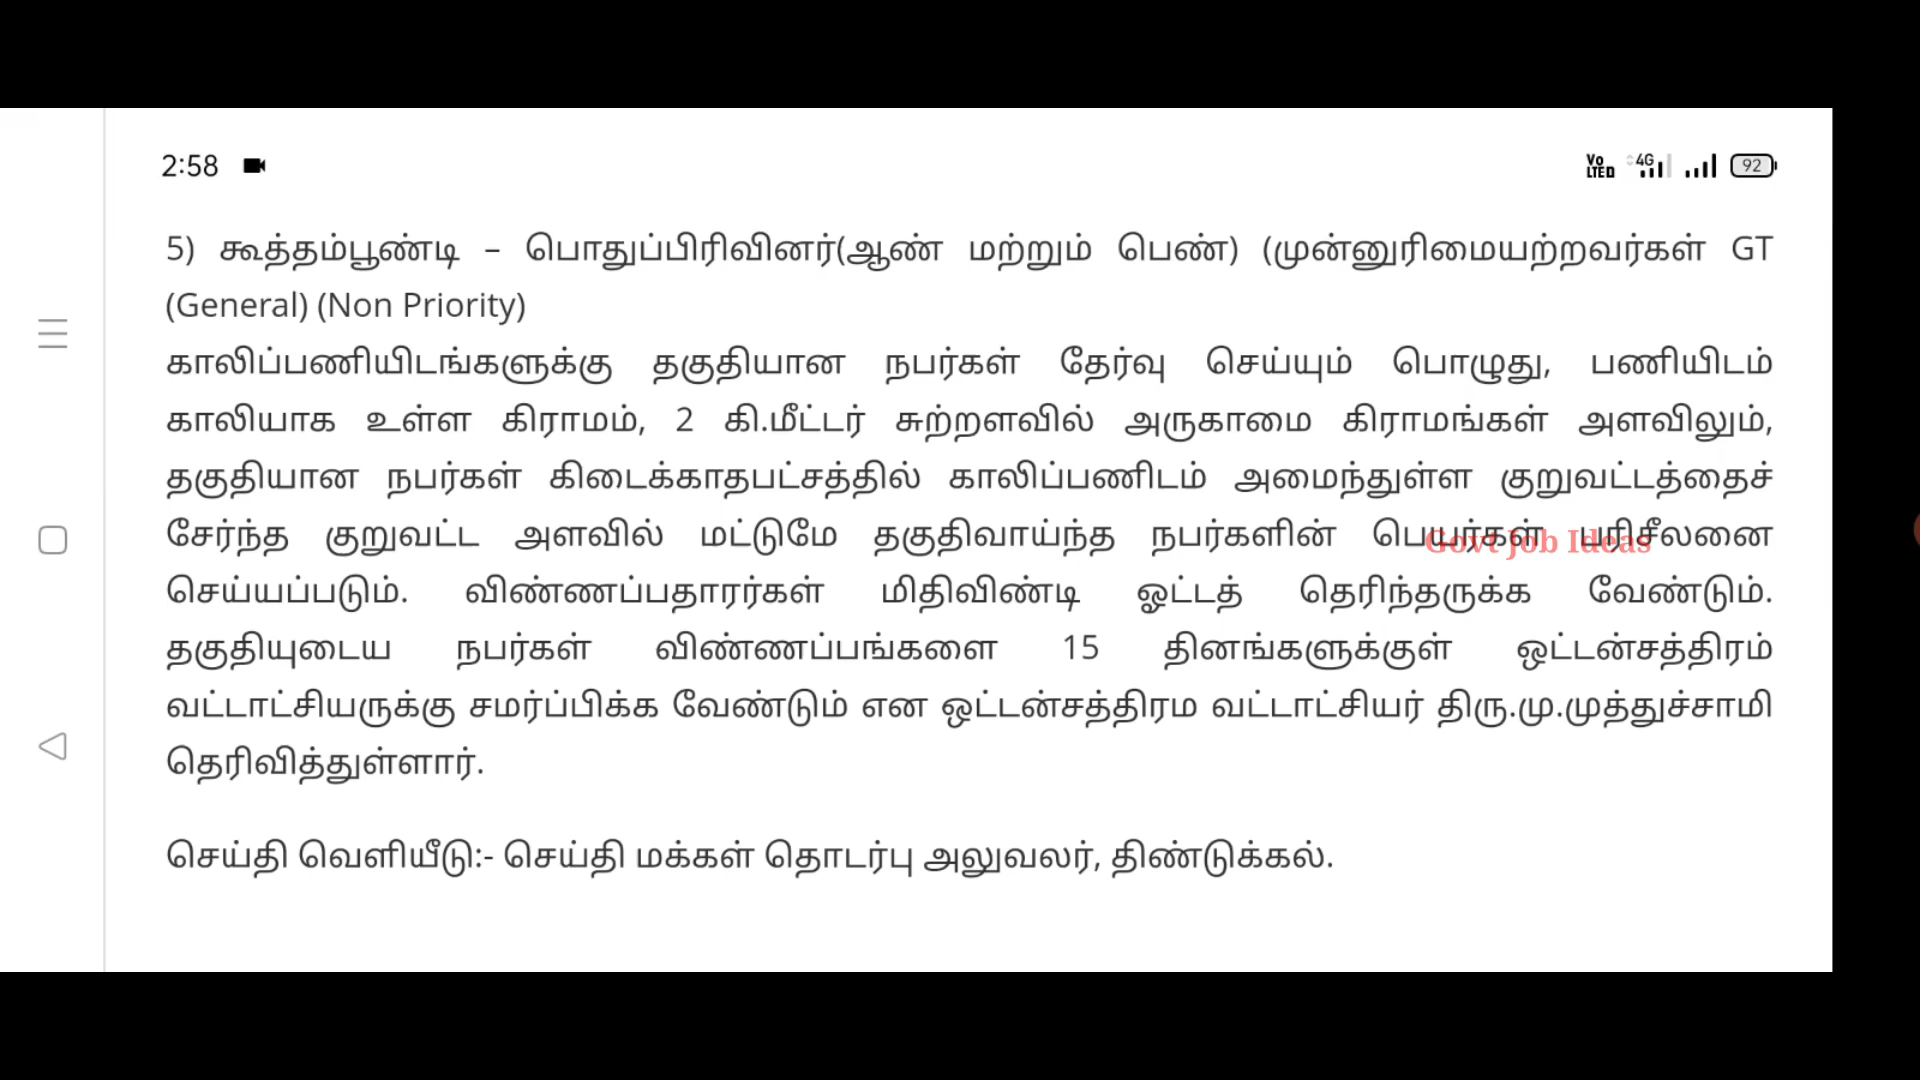 2:58
Vo LTED 4G 92
5) கூத்தம்பூண்டி – பொதுப்பிரிவினர்(ஆண் மற்றும் பெண்) (முன்னுரிமையற்றவர்கள் GT
(General) (Non Priority)
காலிப்பணியிடங்களுக்கு தகுதியான நபர்கள் தேர்வு செய்யும் பொழுது, பணியிடம்
காலியாக உள்ள கிராமம், 2 கி.மீட்டர் சுற்றளவில் அருகாமை கிராமங்கள் அளவிலும்,
தகுதியான நபர்கள் கிடைக்காதபட்சத்தில் காலிப்பணிடம் அமைந்துள்ள குறுவட்டத்தைச்
சேர்ந்த குறுவட்ட அளவில் மட்டுமே தகுதிவாய்ந்த நபர்களின் பெயர்கள் பரிசீலனை
Govt Job Ideas
செய்யப்படும். விண்ணப்பதாரர்கள் மிதிவிண்டி ஓட்டத் தெரிந்தருக்க வேண்டும்.
தகுதியுடைய நபர்கள் விண்ணப்பங்களை 15 தினங்களுக்குள் ஒட்டன்சத்திரம்
வட்டாட்சியருக்கு சமர்ப்பிக்க வேண்டும் என ஒட்டன்சத்திரம வட்டாட்சியர் திரு.மு.முத்துச்சாமி
தெரிவித்துள்ளார்.
செய்தி வெளியீடு:- செய்தி மக்கள் தொடர்பு அலுவலர், திண்டுக்கல்.